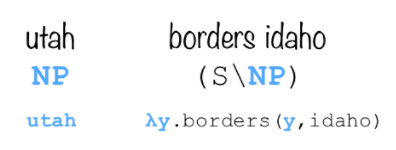 utah borders idaho
NP (S\NP)
utah λy.borders(y,idaho)